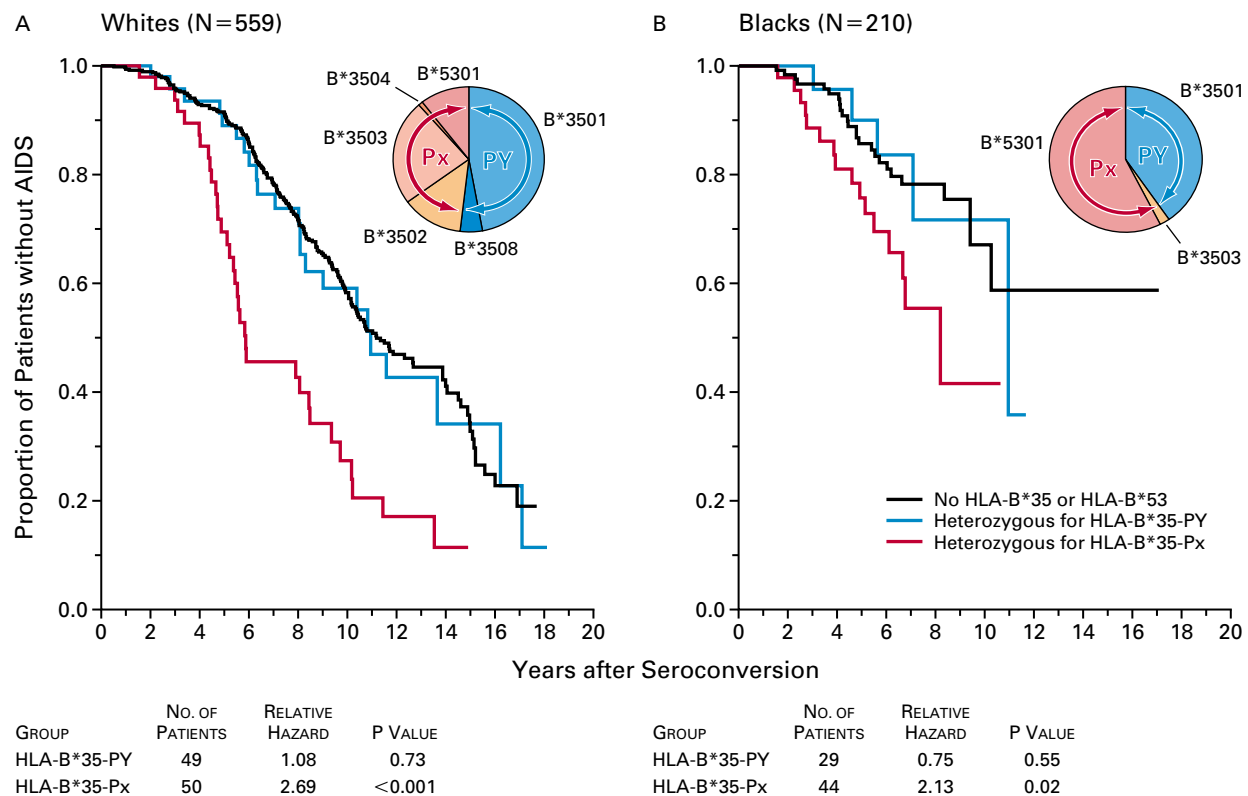 A Whites (N=559)
1.0
0.8
0.6
0.4
0.2
0.0
0 2 4 6 8 10 12 14 16 18 20
B*5301
B*3504
B*3503
B*3502
B*3508
B*3501
Px
PY
B Blacks (N=210)
1.0
0.8
0.6
0.4
0.2
0.0
0 2 4 6 8 10 12 14 16 18 20
B*3501
B*5301
B*3503
Px
PY
No HLA-B*35 or HLA-B*53
Heterozygous for HLA-B*35-PY
Heterozygous for HLA-B*35-Px
Proportion of Patients without AIDS
Years after Seroconversion
GROUP NO. OF PATIENTS RELATIVE HAZARD P VALUE
HLA-B*35-PY 49 1.08 0.73
HLA-B*35-Px 50 2.69 <0.001
GROUP NO. OF PATIENTS RELATIVE HAZARD P VALUE
HLA-B*35-PY 29 0.75 0.55
HLA-B*35-Px 44 2.13 0.02